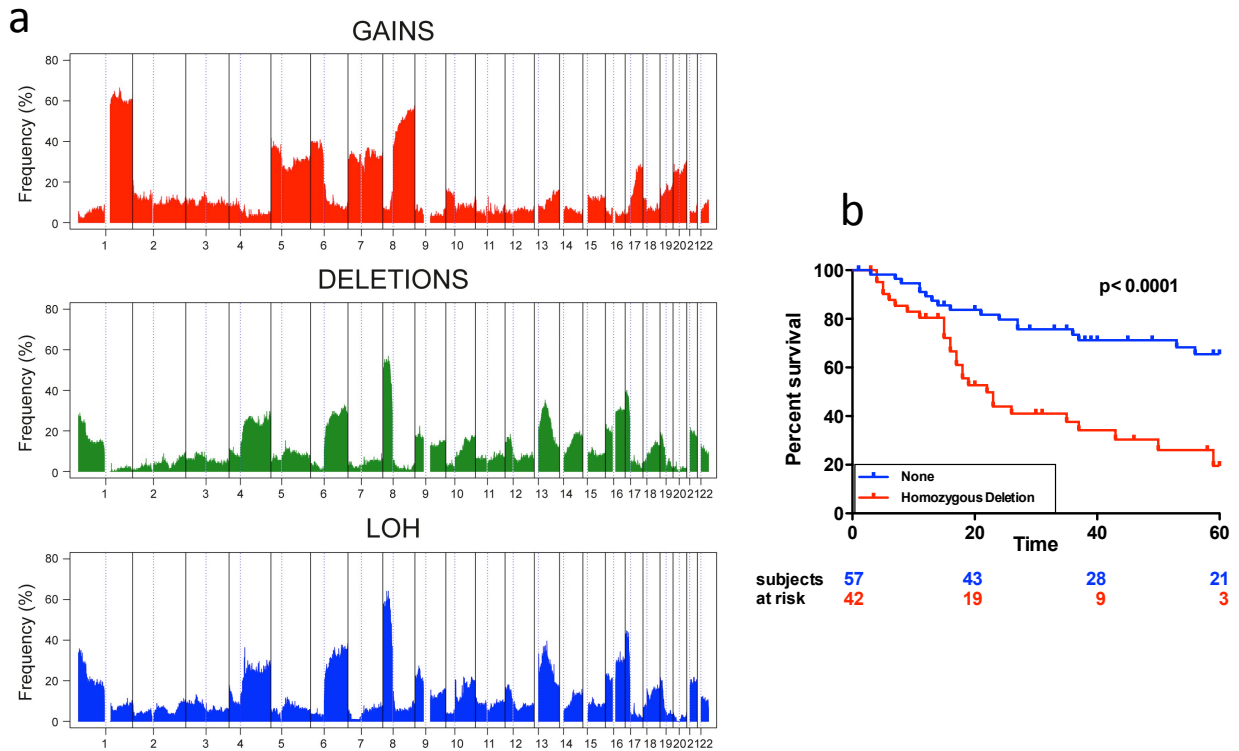 a
GAINS
Frequency (%)
80
60
40
20
0
1 2 3 4 5 6 7 8 9 10 11 12 13 14 15 16 17 18 19 20 21 22
DELETIONS
Frequency (%)
80
60
40
20
0
1 2 3 4 5 6 7 8 9 10 11 12 13 14 15 16 17 18 19 20 21 22
LOH
Frequency (%)
80
60
40
20
0
1 2 3 4 5 6 7 8 9 10 11 12 13 14 15 16 17 18 19 20 21 22
b
p< 0.0001
Percent survival
100
80
60
40
20
0
None
Homozygous Deletion
0 20 40 60
Time
subjects 57 43 28 21
at risk 42 19 9 3